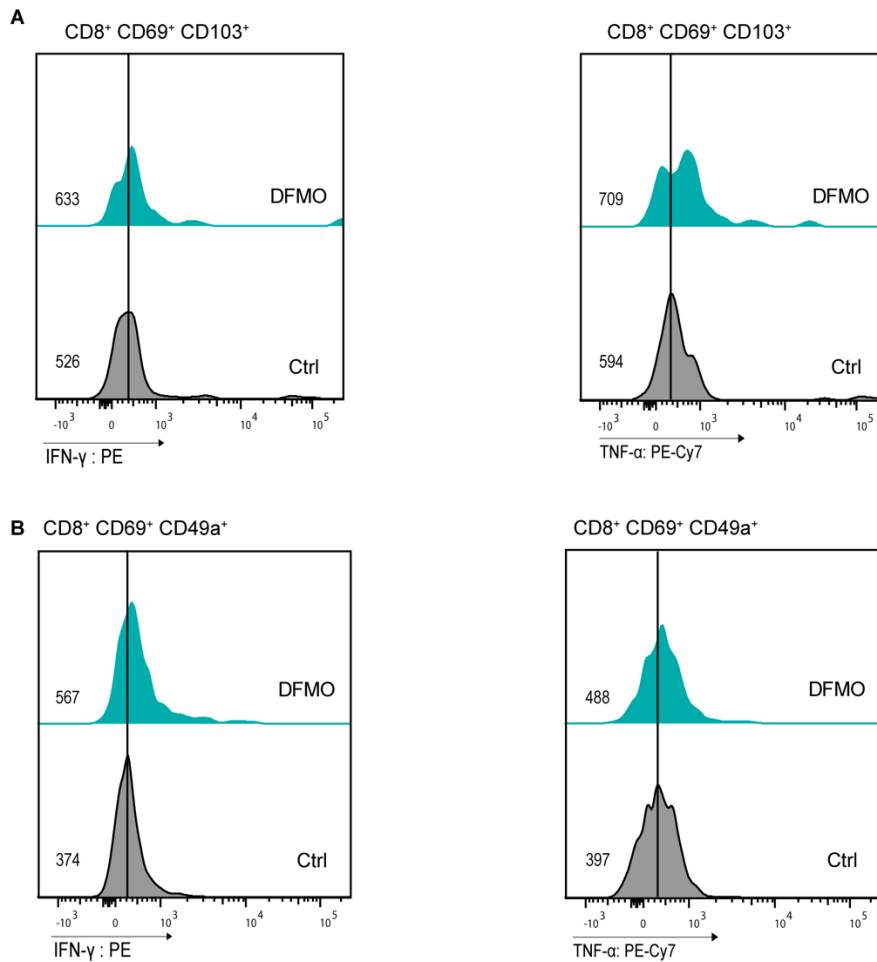 A
CD8⁺ CD69⁺ CD103⁺
633
DFMO
526
Ctrl
-10³ 0 10³ 10⁴ 10⁵
IFN-γ : PE
CD8⁺ CD69⁺ CD103⁺
709
DFMO
594
Ctrl
-10³ 0 10³ 10⁴ 10⁵
TNF-α: PE-Cy7
B
CD8⁺ CD69⁺ CD49a⁺
567
DFMO
374
Ctrl
-10³ 0 10³ 10⁴ 10⁵
IFN-γ : PE
CD8⁺ CD69⁺ CD49a⁺
488
DFMO
397
Ctrl
-10³ 0 10³ 10⁴ 10⁵
TNF-α: PE-Cy7